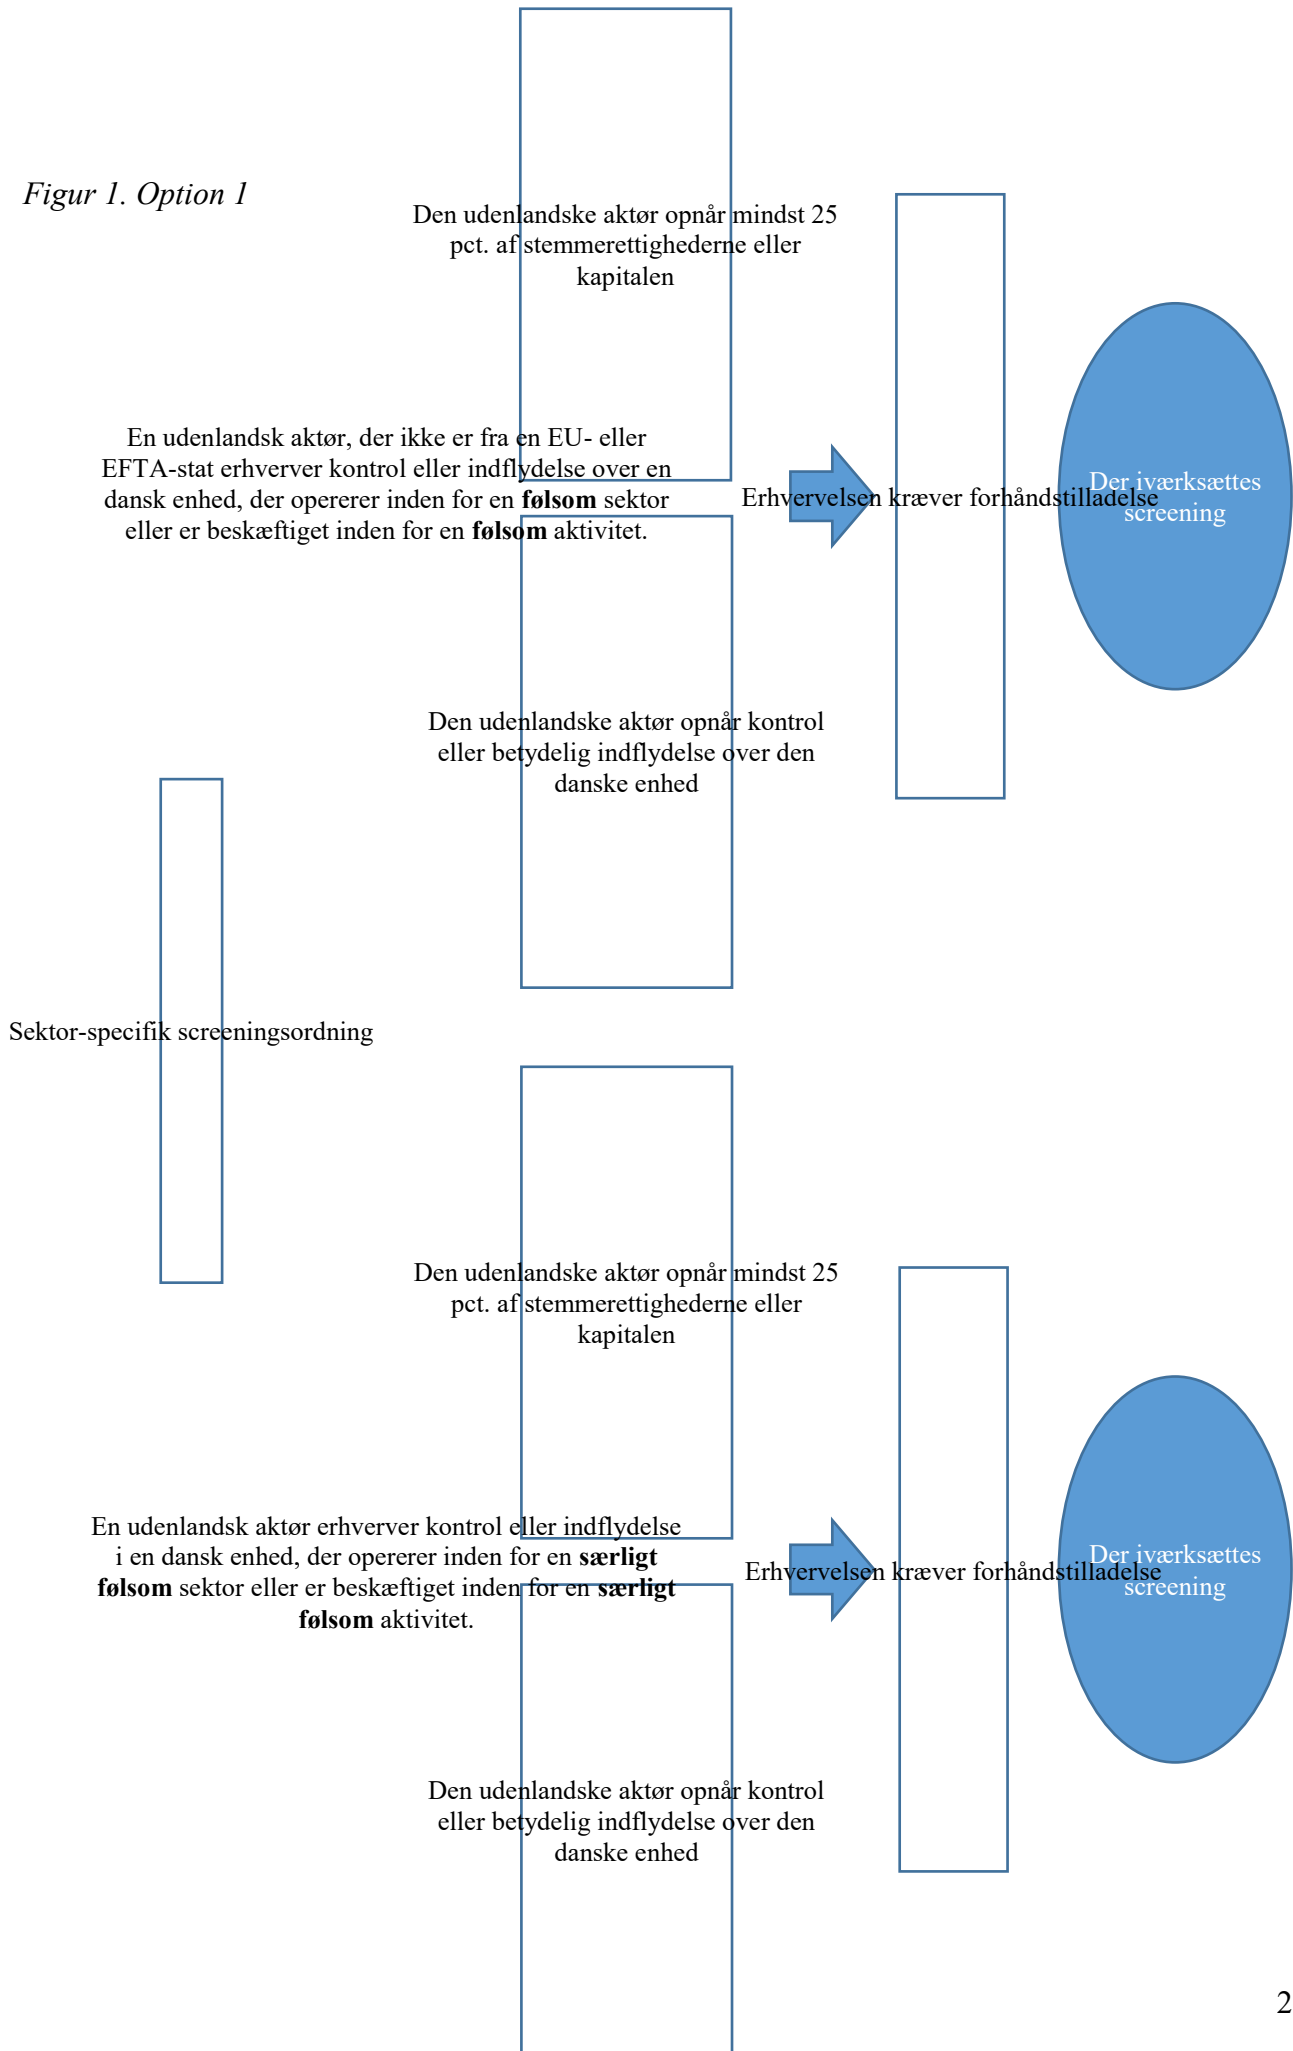 Figur 1. Option 1
Den udenlandske aktør opnår mindst 25
pct. af stemmerettighederne eller
kapitalen
En udenlandsk aktør, der ikke er fra en EU- eller
EFTA-stat erhverver kontrol eller indflydelse over en
dansk enhed, der opererer inden for en følsom sektor
eller er beskæftiget inden for en følsom aktivitet.
Erhvervelsen kræver forhåndstilladelse
Der iværksættes
screening
Den udenlandske aktør opnår kontrol
eller betydelig indflydelse over den
danske enhed
Sektor-specifik screeningsordning
Den udenlandske aktør opnår mindst 25
pct. af stemmerettighederne eller
kapitalen
En udenlandsk aktør erhverver kontrol eller indflydelse
i en dansk enhed, der opererer inden for en særligt
følsom sektor eller er beskæftiget inden for en særligt
følsom aktivitet.
Erhvervelsen kræver forhåndstilladelse
Der iværksættes
screening
Den udenlandske aktør opnår kontrol
eller betydelig indflydelse over den
danske enhed
2